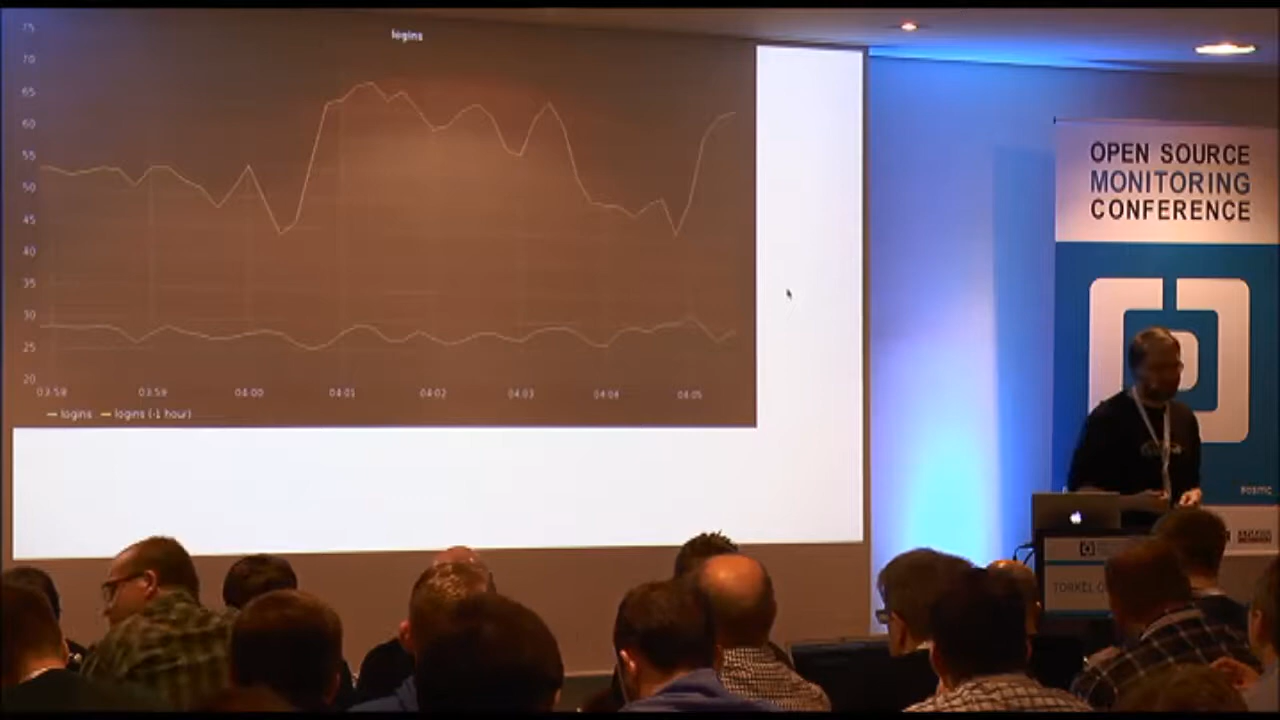 logins
75
70
65
60
55
50
45
40
35
30
25
20
03:58 03:59 04:00 04:01 04:02 04:03 04:04 04:05
logins logins (-1 hour)
OPEN SOURCE
MONITORING
CONFERENCE
TORKEL